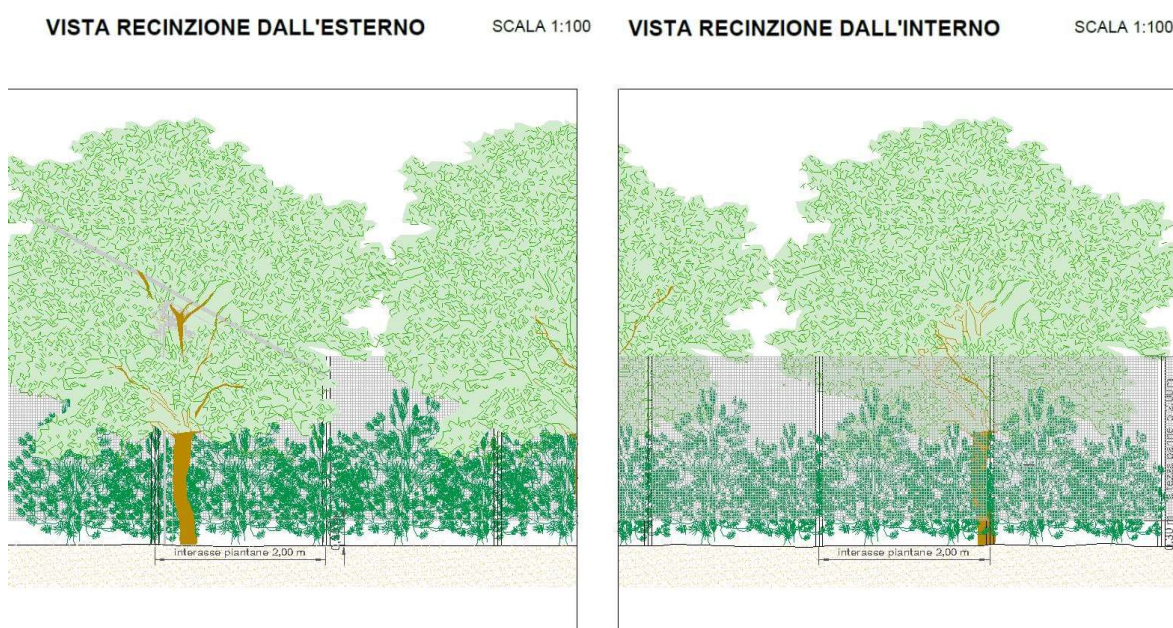 VISTA RECINZIONE DALL'ESTERNO
SCALA 1:100
VISTA RECINZIONE DALL'INTERNO
SCALA 1:100
interasse piantane 2,00 m
interasse piantane 2,00 m